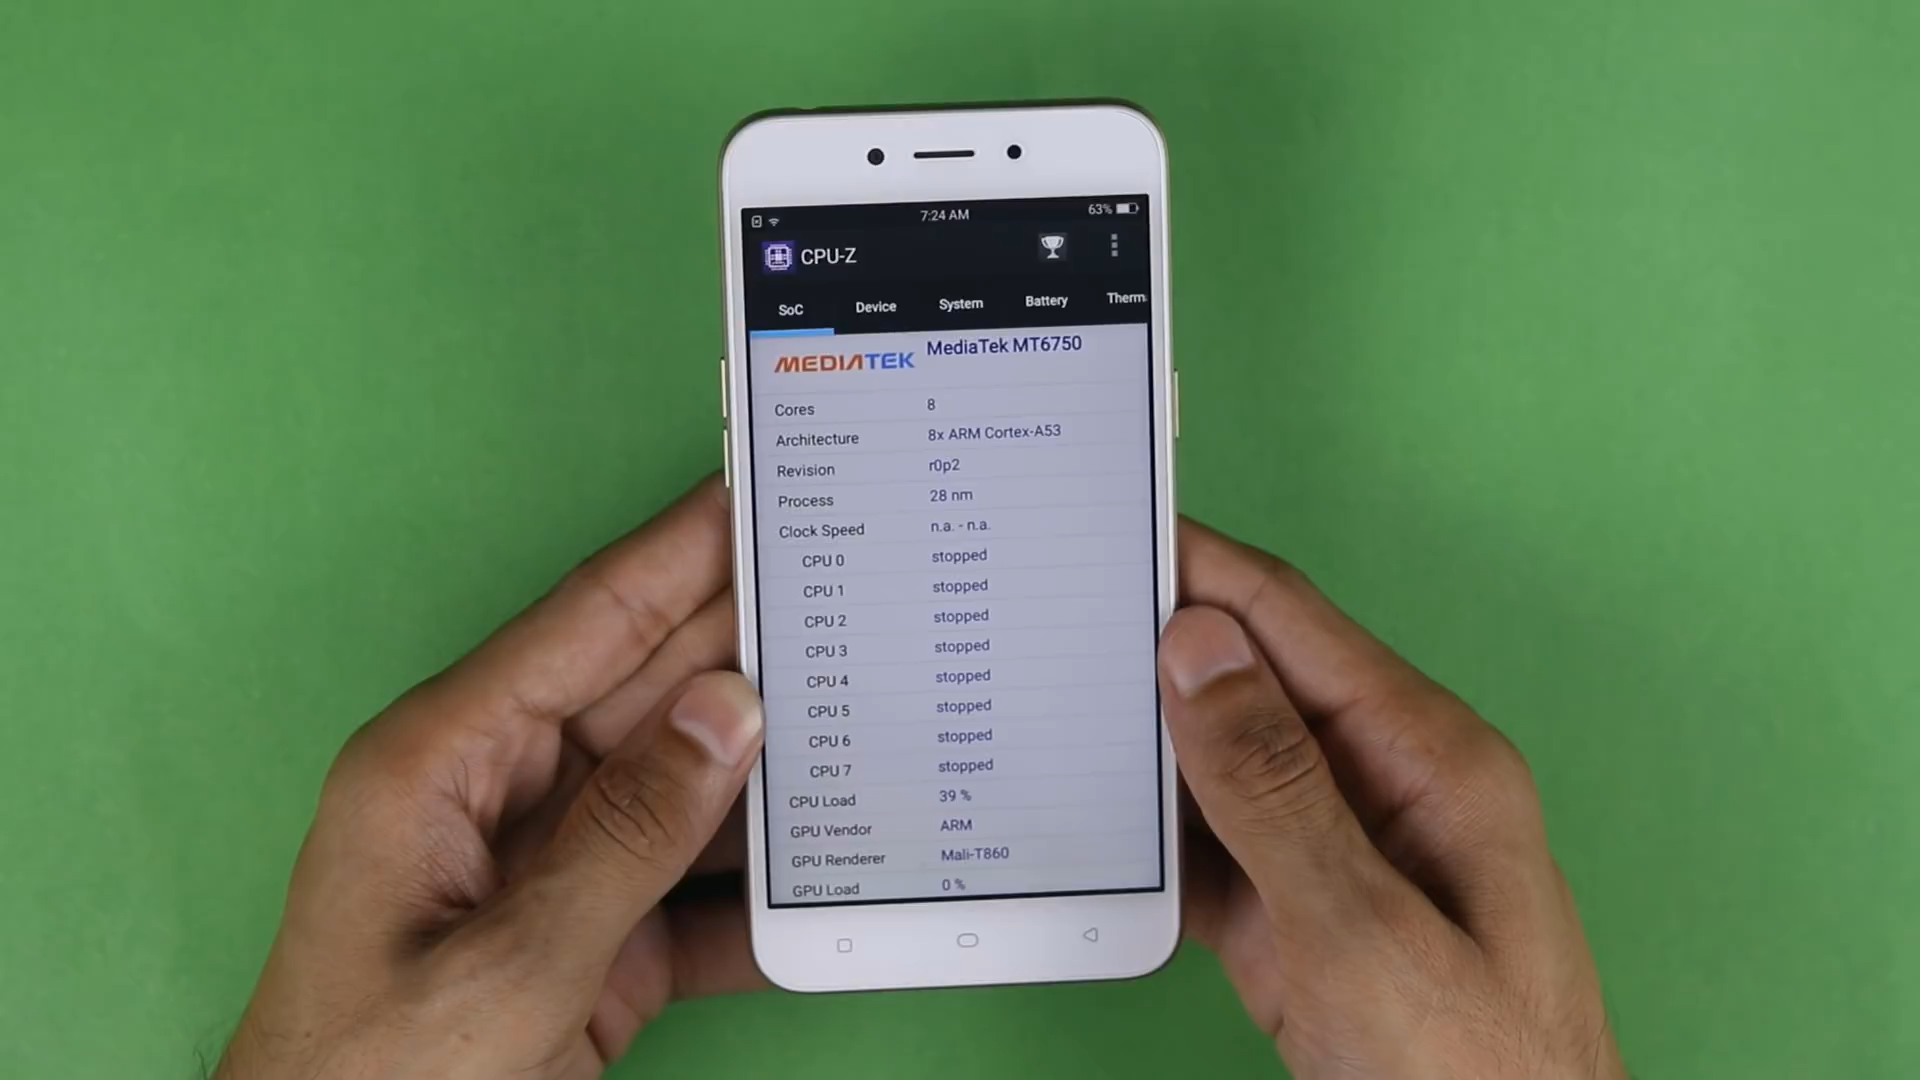 7:24 AM 63%
CPU-Z
SoC Device System Battery Therm
MEDIATEK MediaTek MT6750
Cores 8
Architecture 8x ARM Cortex-A53
Revision r0p2
Process 28 nm
Clock Speed n.a. - n.a.
CPU 0 stopped
CPU 1 stopped
CPU 2 stopped
CPU 3 stopped
CPU 4 stopped
CPU 5 stopped
CPU 6 stopped
CPU 7 stopped
CPU Load 39 %
GPU Vendor ARM
GPU Renderer Mali-T860
GPU Load 0 %